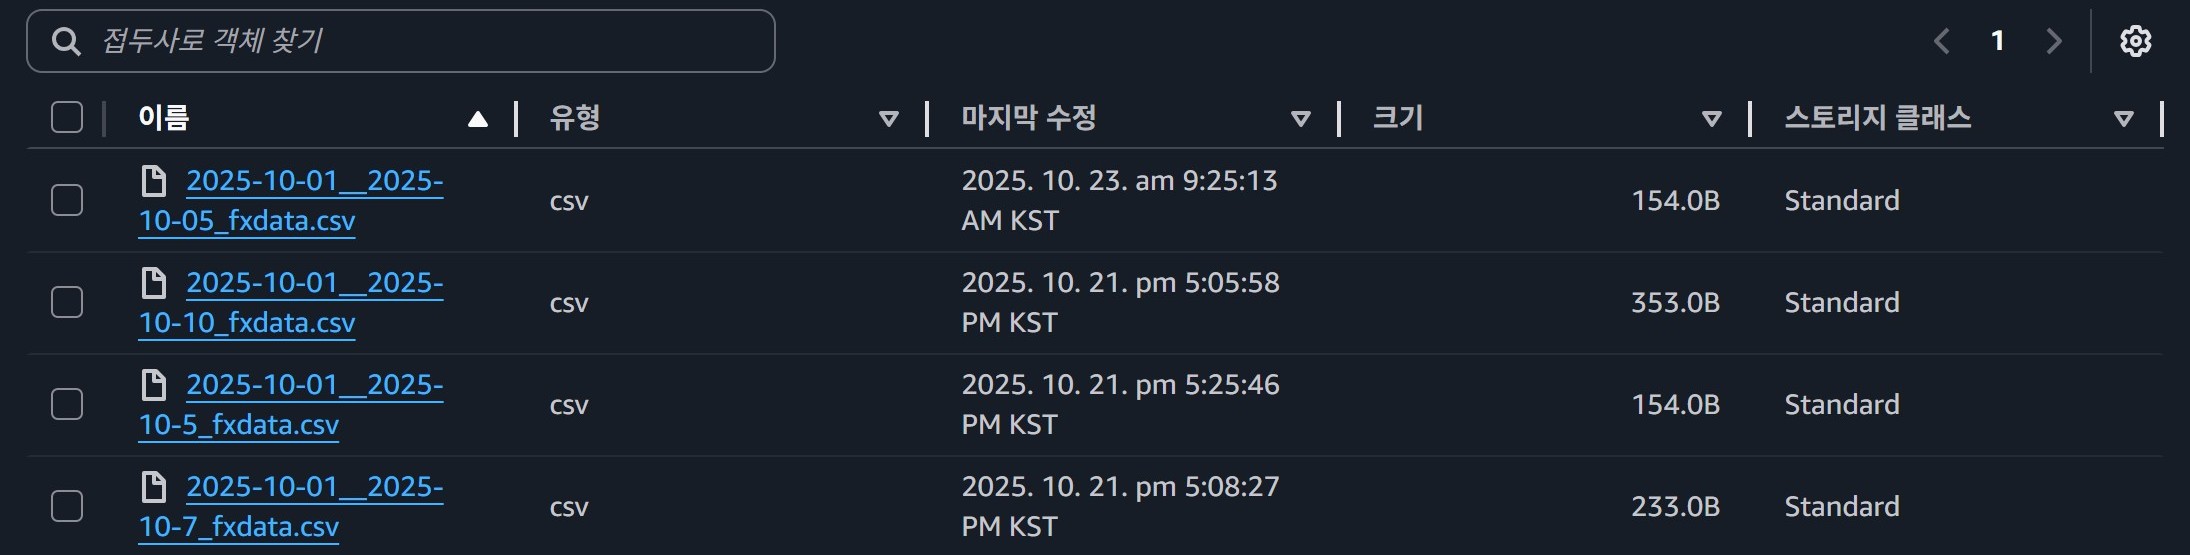 접두사로 객체 찾기
1
이름 유형 마지막 수정 크기 스토리지 클래스
2025-10-01__2025-
10-05_fxdata.csv
csv
2025. 10. 23. am 9:25:13
AM KST
154.0B
Standard
2025-10-01__2025-
10-10_fxdata.csv
csv
2025. 10. 21. pm 5:05:58
PM KST
353.0B
Standard
2025-10-01__2025-
10-5_fxdata.csv
csv
2025. 10. 21. pm 5:25:46
PM KST
154.0B
Standard
2025-10-01__2025-
10-7_fxdata.csv
csv
2025. 10. 21. pm 5:08:27
PM KST
233.0B
Standard